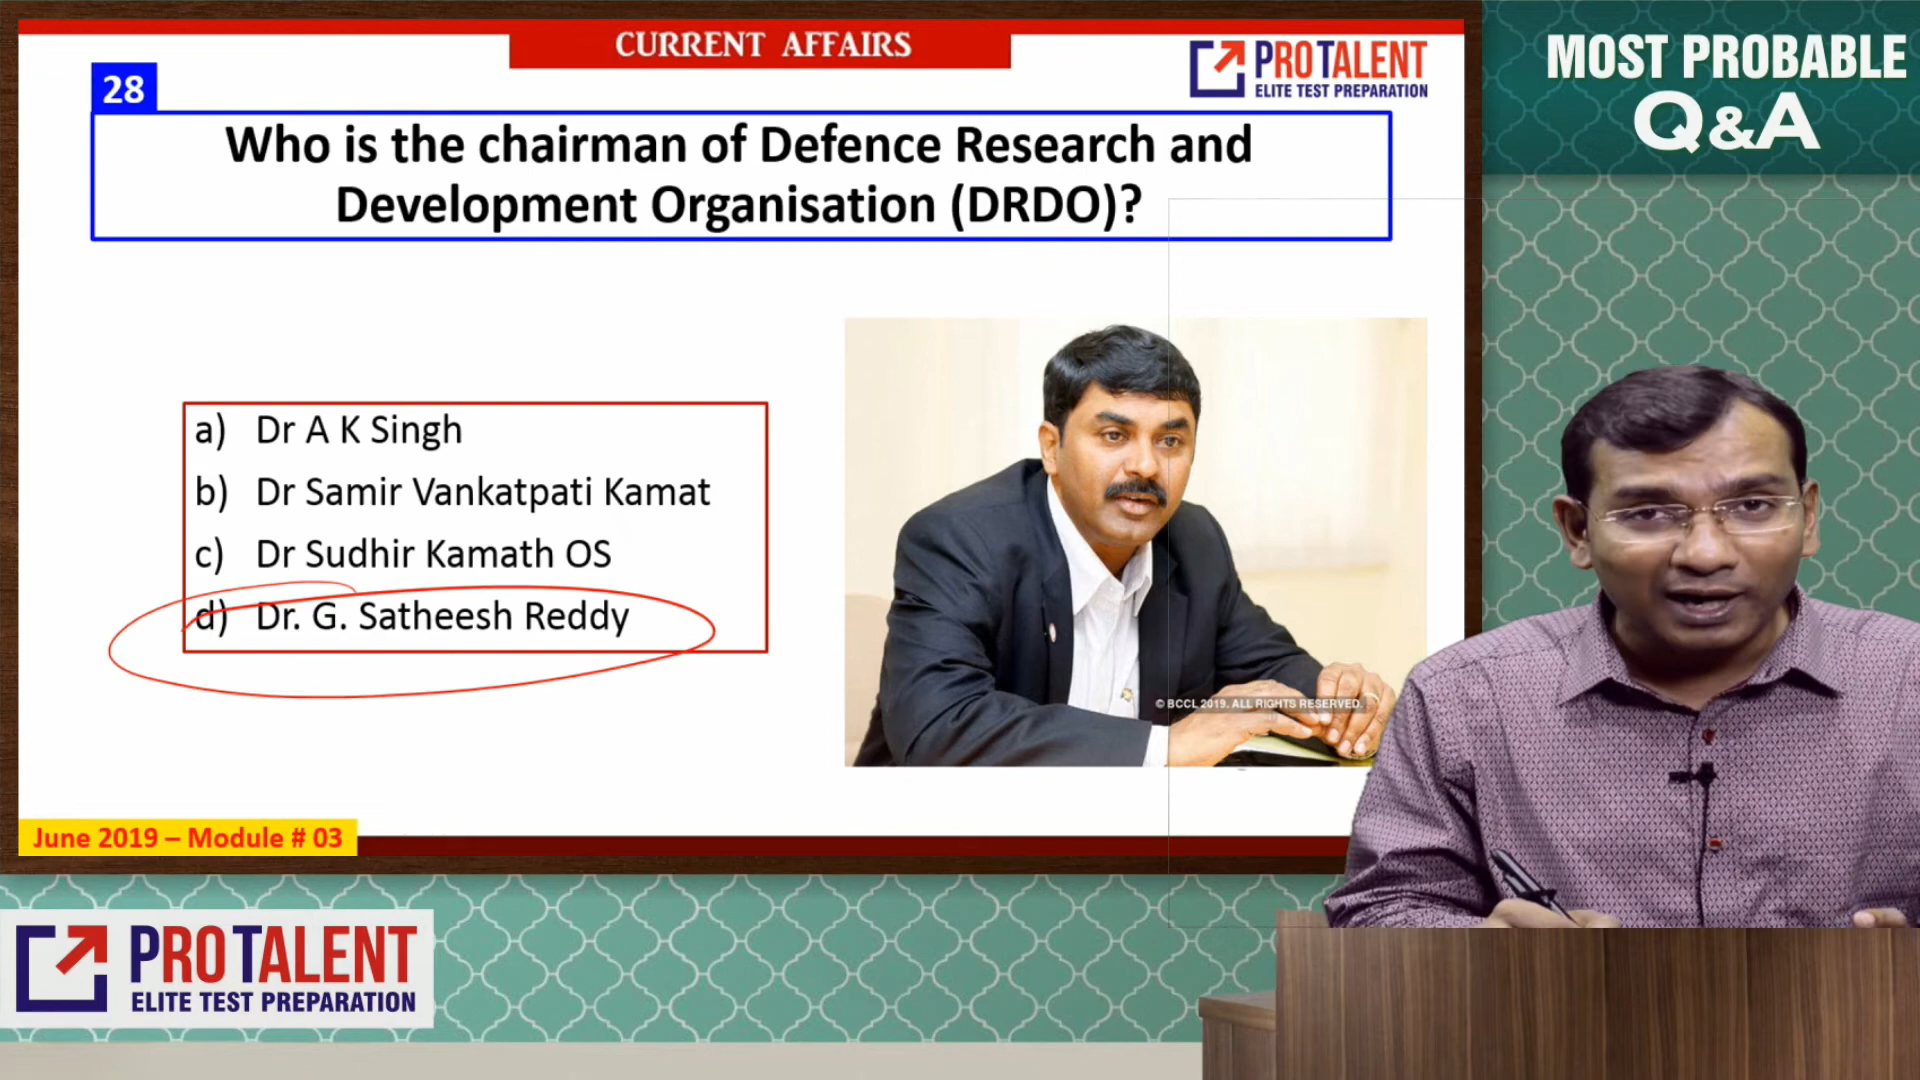 CURRENT AFFAIRS
PROTALENT
ELITE TEST PREPARATION
MOST PROBABLE
Q&A
28
Who is the chairman of Defence Research and
Development Organisation (DRDO)?
a) Dr A K Singh
b) Dr Samir Vankatpati Kamat
c) Dr Sudhir Kamath OS
d) Dr. G. Satheesh Reddy
© BCCL 2019. ALL RIGHTS RESERVED.
June 2019 – Module # 03
PROTALENT
ELITE TEST PREPARATION